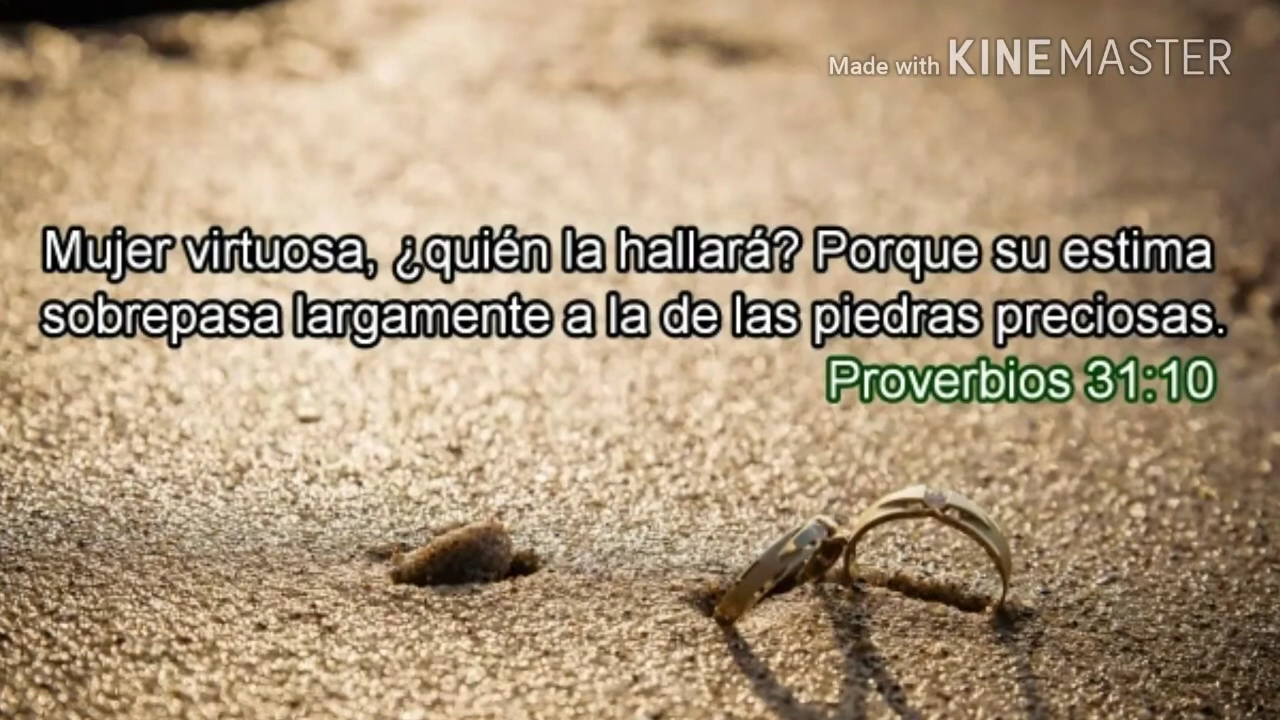 Made with KINEMASTER
Mujer virtuosa, ¿quién la hallará? Porque su estima
sobrepasa largamente a la de las piedras preciosas.
Proverbios 31:10